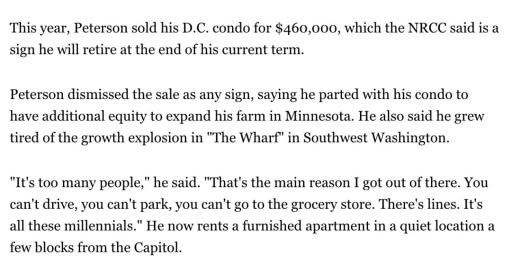 This year, Peterson sold his D.C. condo for $460,000, which the NRCC said is a
sign he will retire at the end of his current term.
Peterson dismissed the sale as any sign, saying he parted with his condo to
have additional equity to expand his farm in Minnesota. He also said he grew
tired of the growth explosion in "The Wharf" in Southwest Washington.
"It's too many people," he said. "That's the main reason I got out of there. You
can't drive, you can't park, you can't go to the grocery store. There's lines. It's
all these millennials." He now rents a furnished apartment in a quiet location a
few blocks from the Capitol.